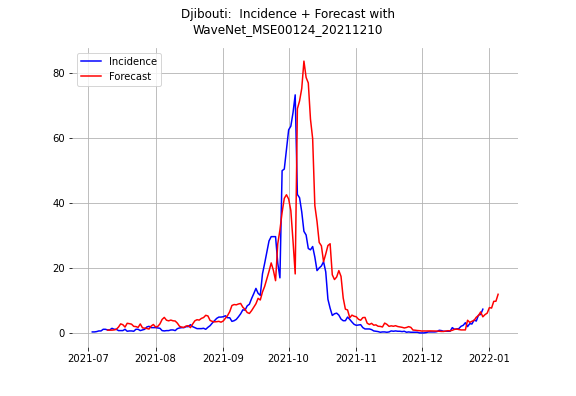 Djibouti:  Incidence + Forecast with
WaveNet_MSE00124_20211210
Incidence
Forecast
80
60
40
20
0
2021-07 2021-08 2021-09 2021-10 2021-11 2021-12 2022-01